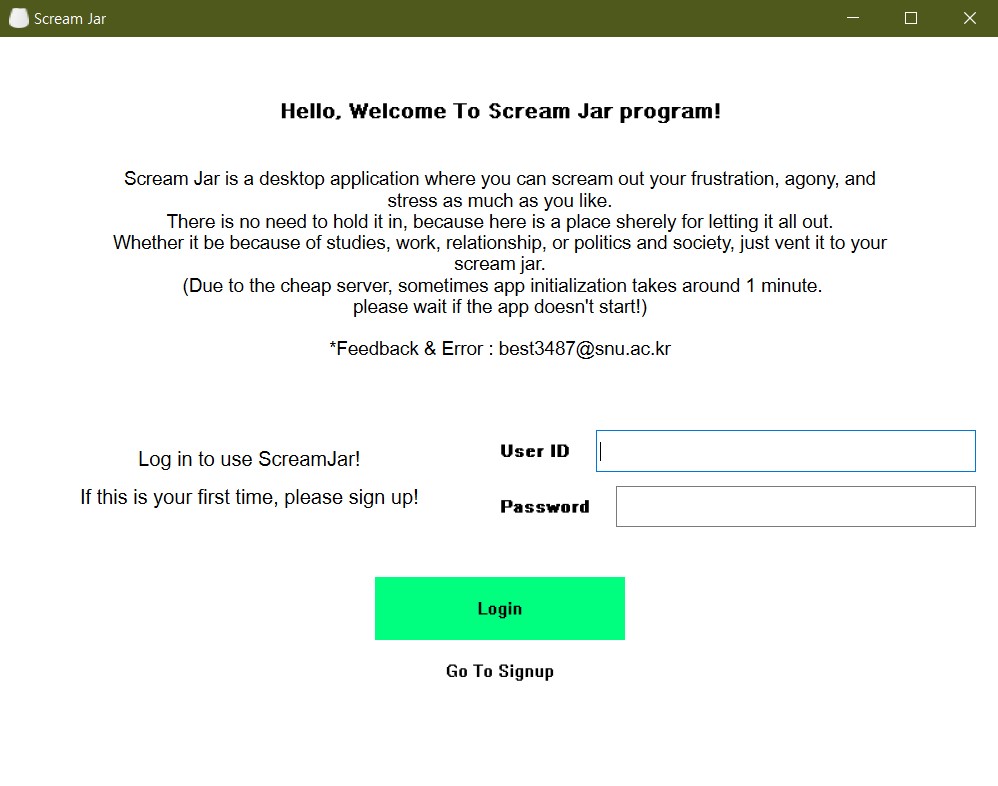 Scream Jar
Hello, Welcome To Scream Jar program!
Scream Jar is a desktop application where you can scream out your frustration, agony, and
stress as much as you like.
There is no need to hold it in, because here is a place sherely for letting it all out.
Whether it be because of studies, work, relationship, or politics and society, just vent it to your
scream jar.
(Due to the cheap server, sometimes app initialization takes around 1 minute.
please wait if the app doesn't start!)
*Feedback & Error : best3487@snu.ac.kr
Log in to use ScreamJar!
If this is your first time, please sign up!
User ID
Password
Login
Go To Signup